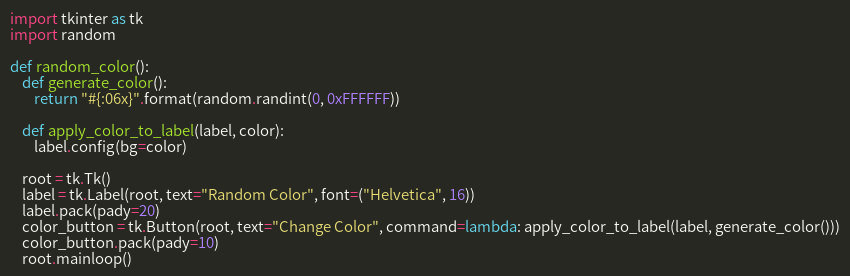 import tkinter as tk
import random

def random_color():
    def generate_color():
        return "#{:06x}".format(random.randint(0, 0xFFFFFF))

    def apply_color_to_label(label, color):
        label.config(bg=color)

    root = tk.Tk()
    label = tk.Label(root, text="Random Color", font=("Helvetica", 16))
    label.pack(pady=20)
    color_button = tk.Button(root, text="Change Color", command=lambda: apply_color_to_label(label, generate_color()))
    color_button.pack(pady=10)
    root.mainloop()